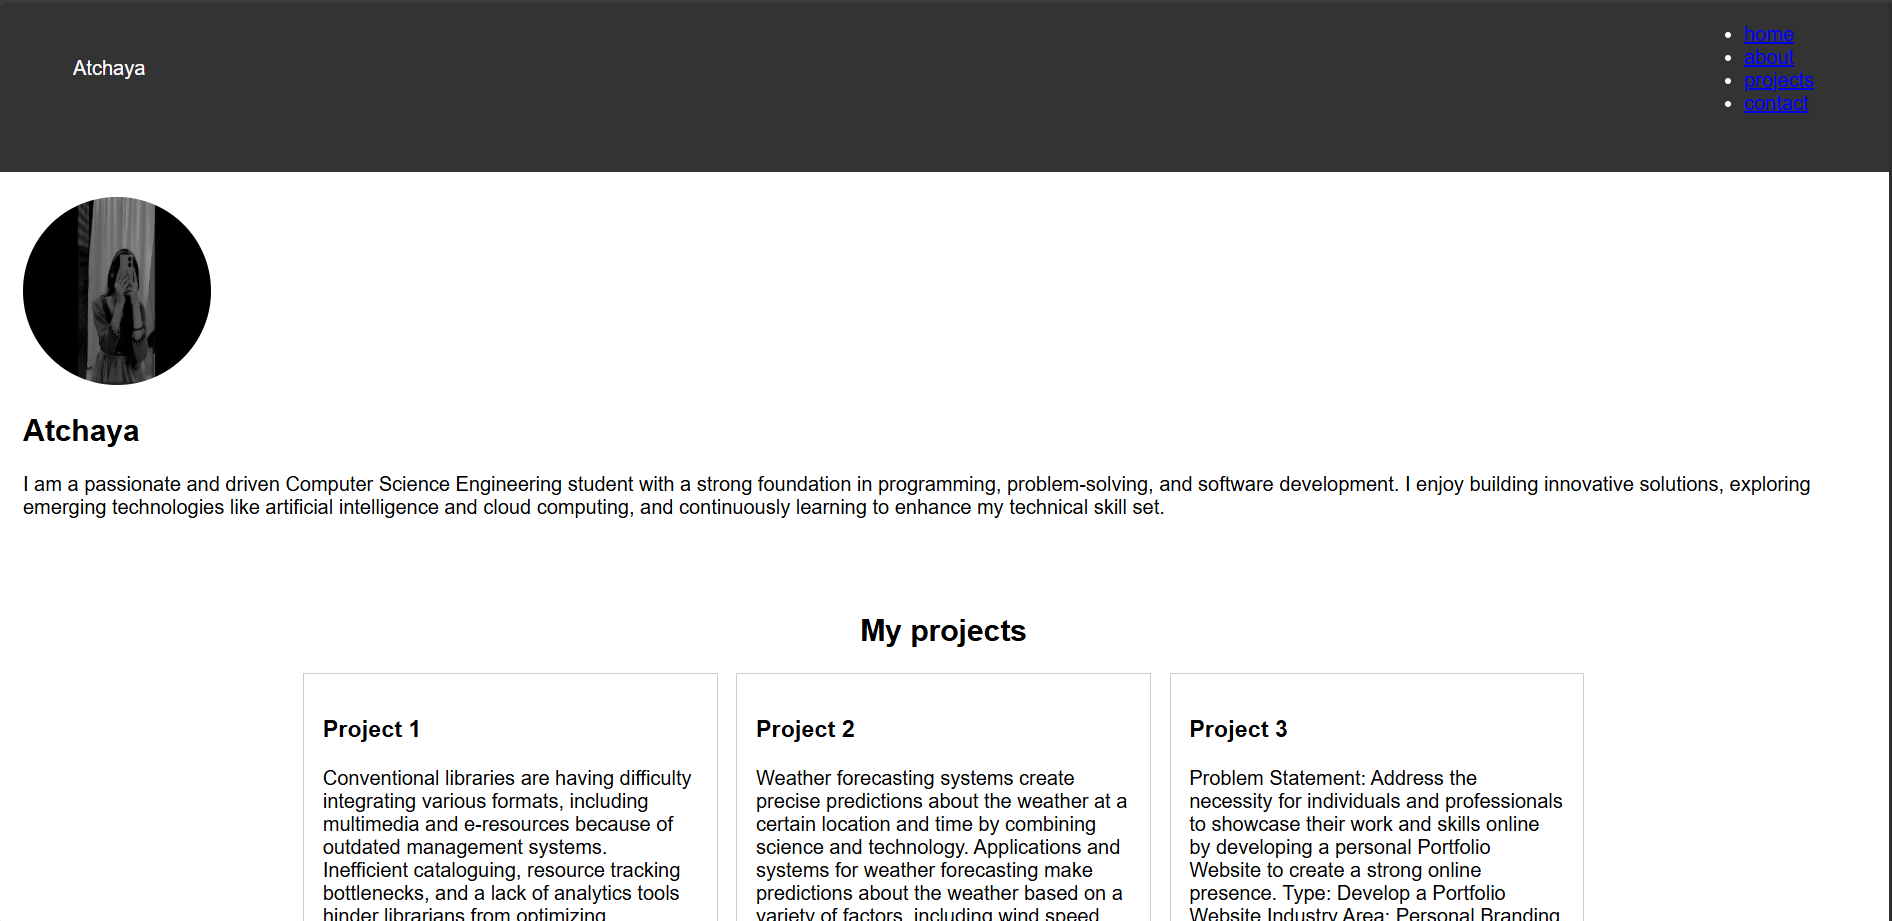 Atchaya
home
about
projects
contact
Atchaya
I am a passionate and driven Computer Science Engineering student with a strong foundation in programming, problem-solving, and software development. I enjoy building innovative solutions, exploring
emerging technologies like artificial intelligence and cloud computing, and continuously learning to enhance my technical skill set.
My projects
Project 1
Conventional libraries are having difficulty
integrating various formats, including
multimedia and e-resources because of
outdated management systems.
Inefficient cataloguing, resource tracking
bottlenecks, and a lack of analytics tools
hinder librarians from optimizing
Project 2
Weather forecasting systems create
precise predictions about the weather at a
certain location and time by combining
science and technology. Applications and
systems for weather forecasting make
predictions about the weather based on a
variety of factors, including wind speed
Project 3
Problem Statement: Address the
necessity for individuals and professionals
to showcase their work and skills online
by developing a personal Portfolio
Website to create a strong online
presence. Type: Develop a Portfolio
Website Industry Area: Personal Branding